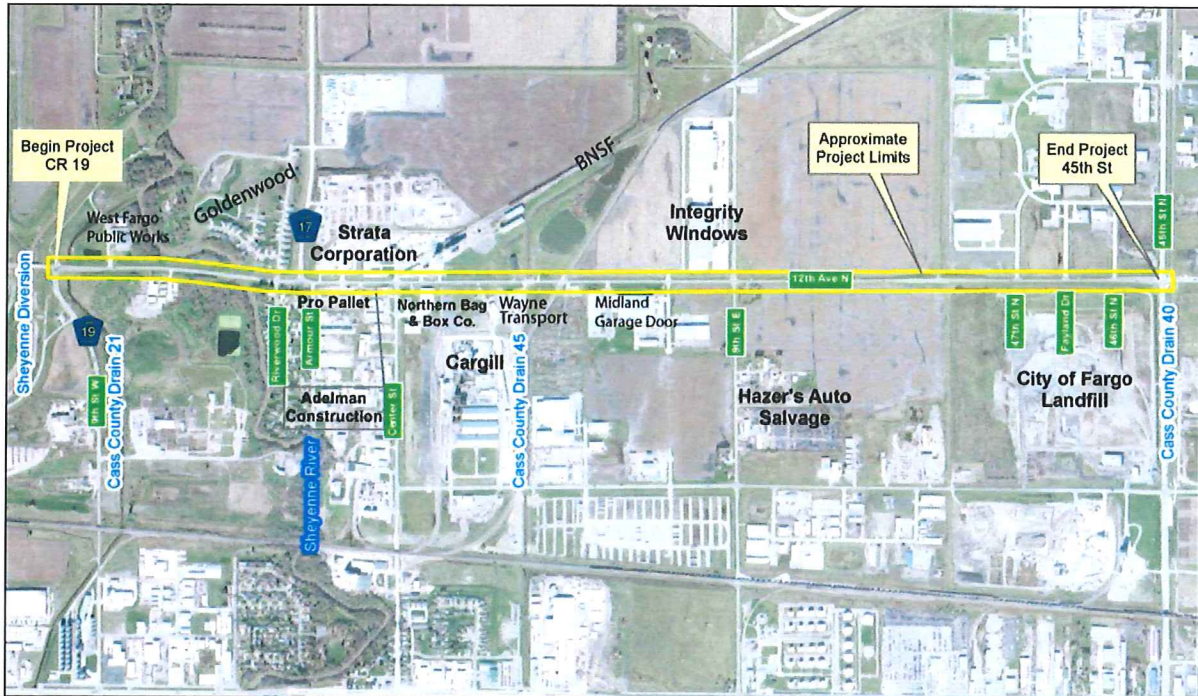 Begin Project
CR 19
West Fargo
Public Works
Goldenwood
17
Strata
Corporation
BNSF
Integrity
Windows
Approximate
Project Limits
End Project
45th St
45th St N
Sheyenne Diversion
12th Ave N
Pro Pallet
Northern Bag
& Box Co.
Wayne
Transport
Midland
Garage Door
19
9th St W
Cass County Drain 21
Riverwood Dr
Armour St
Adelman
Construction
Center St
Cargill
Cass County Drain 45
9th St E
Hazer's Auto
Salvage
47th St N
Fayland Dr
46th St N
City of Fargo
Landfill
Cass County Drain 40
Sheyenne River